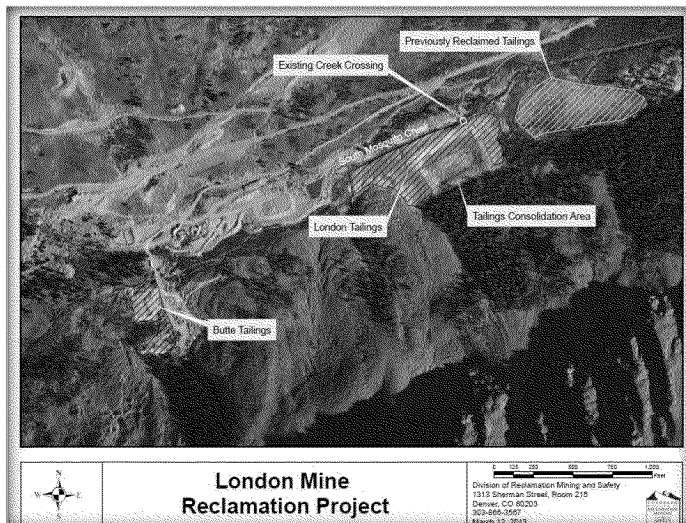 Previously Reclaimed Tailings
Existing Creek Crossing
South Mosquito Creek
Tailings Consolidation Area
London Tailings
Butte Tailings
N
W E
S
London Mine
Reclamation Project
0 125 250 500 750 1,000
Feet
Division of Reclamation Mining and Safety
1313 Sherman Street, Room 215
Denver, CO 80203
303-866-3567
March 12, 2013